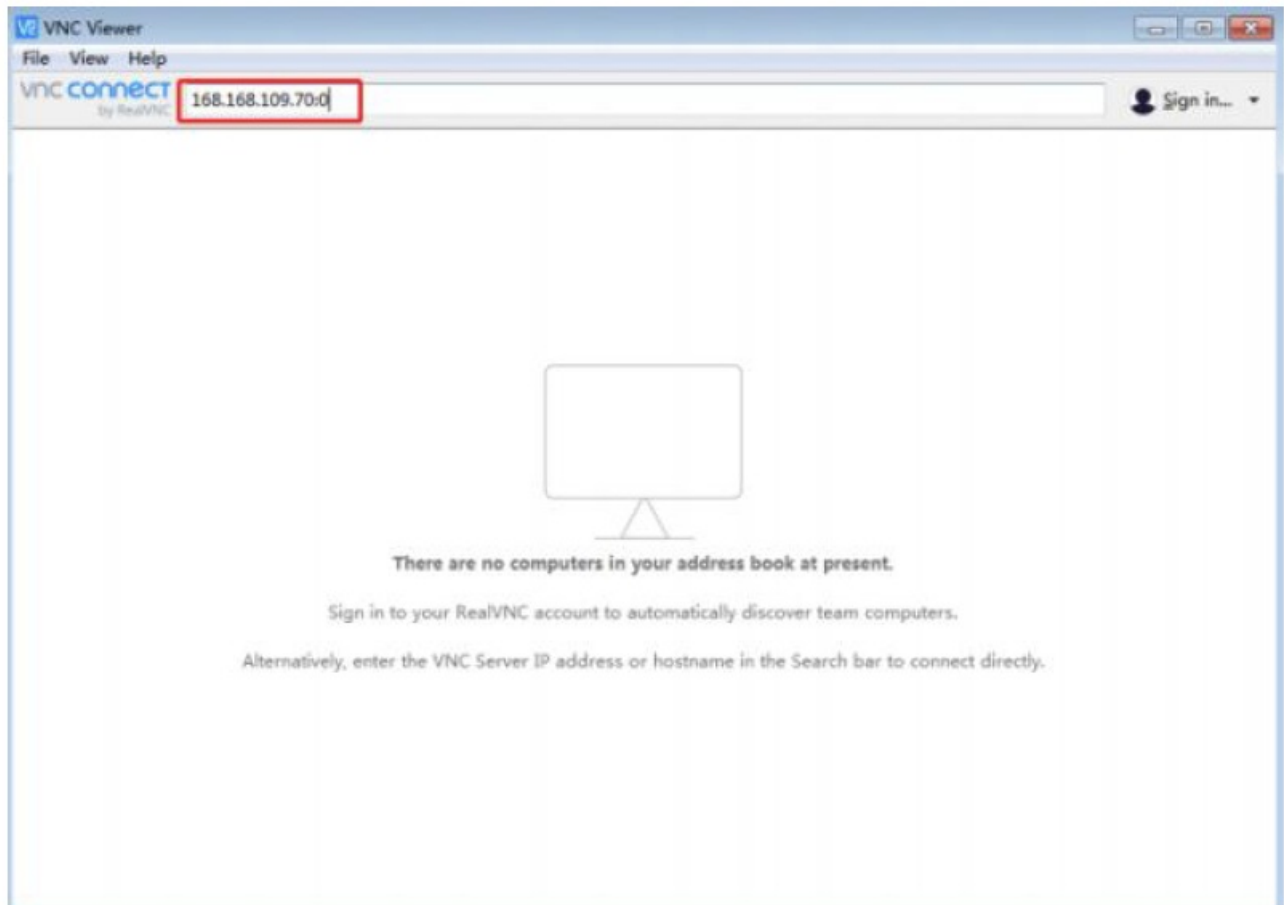 VNC Viewer
File View Help
vnc connect
by RealVNC
168.168.109.70:0
Sign in...
There are no computers in your address book at present.
Sign in to your RealVNC account to automatically discover team computers.
Alternatively, enter the VNC Server IP address or hostname in the Search bar to connect directly.